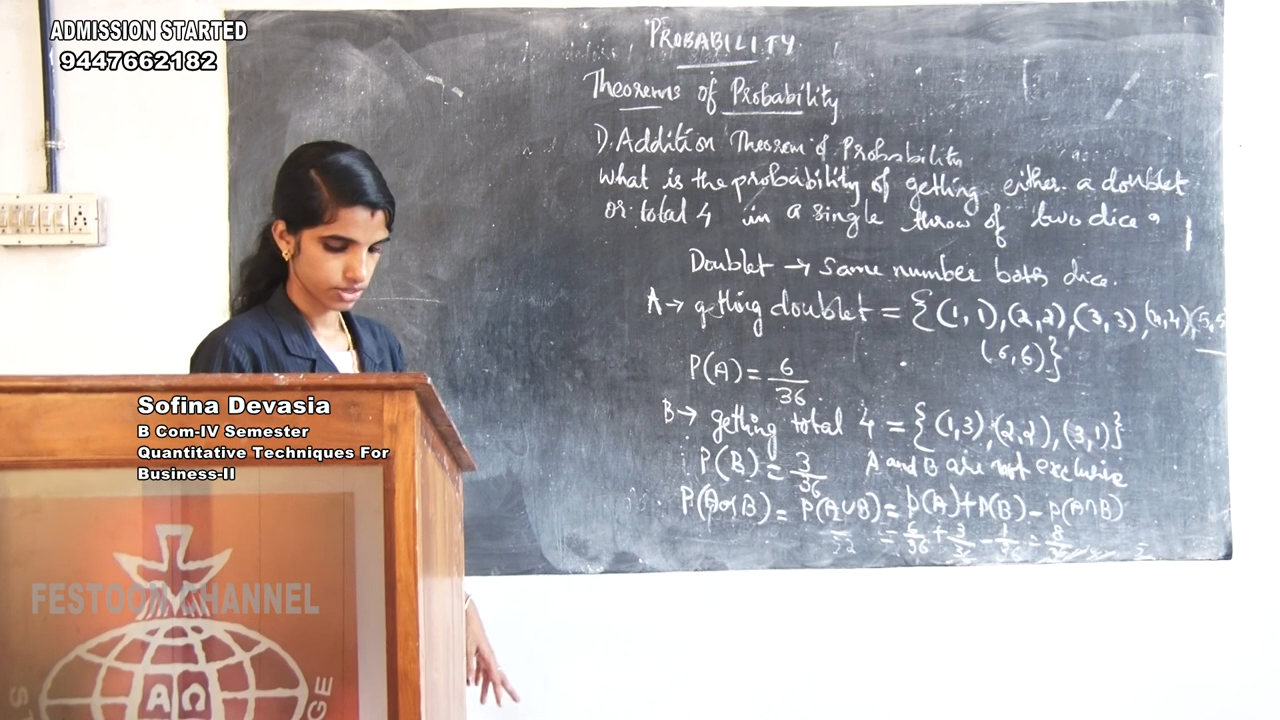 ADMISSION STARTED
9447662182
PROBABILITY
Theorems of Probability
1). Addition Theorem of Probability
What is the probability of getting either a doublet
or total 4 in a single throw of two dice ?
Doublet → same number both dice.
A → getting doublet = {(1,1),(2,2),(3,3),(4,4),(5,5
(6,6)}
P(A) = 6/36
B → getting total 4 = {(1,3),(2,2),(3,1)}
P(B) = 3/36 A and B are not exclusive
P(A or B) = P(A∪B) = P(A)+P(B) - P(A∩B)
= 6/36 + 3/36 - 1/36 = 8/36
Sofina Devasia
B Com-IV Semester
Quantitative Techniques For
Business-II
FESTOON CHANNEL
ΑΩ